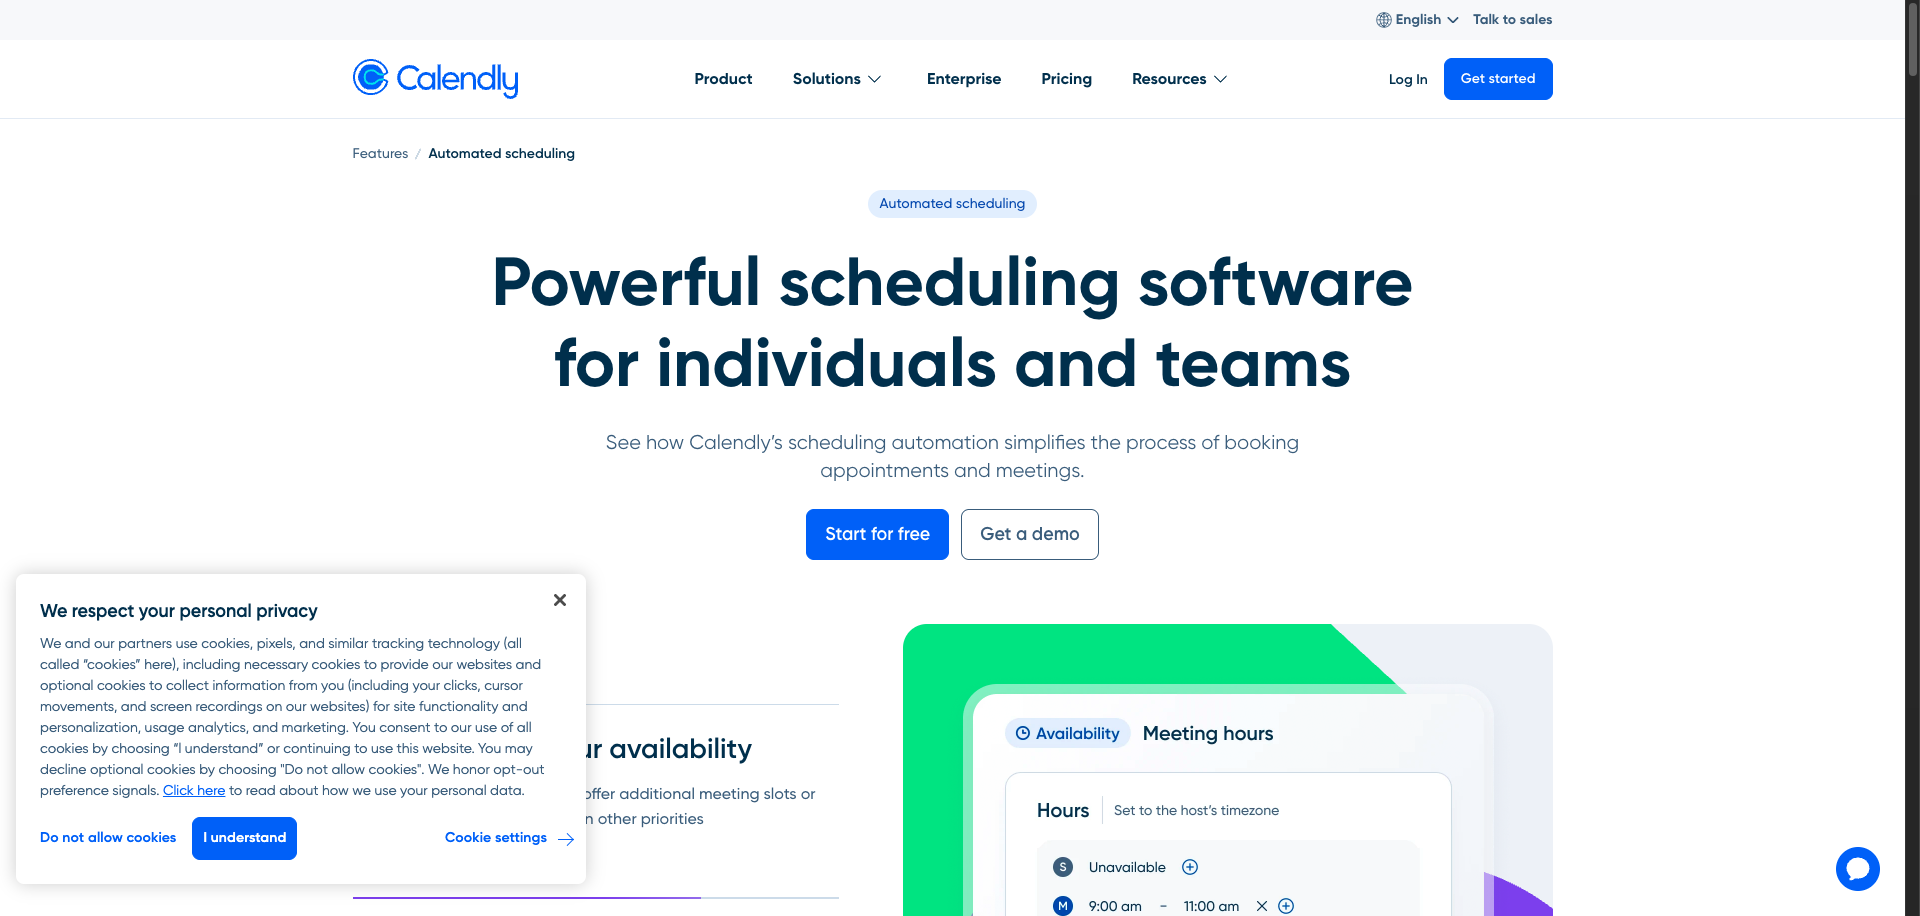 English
Talk to sales
Calendly
Product
Solutions
Enterprise
Pricing
Resources
Log In
Get started
Features / Automated scheduling
Automated scheduling
Powerful scheduling software
for individuals and teams
See how Calendly’s scheduling automation simplifies the process of booking
appointments and meetings.
Start for free
Get a demo
We respect your personal privacy
We and our partners use cookies, pixels, and similar tracking technology (all
called “cookies” here), including necessary cookies to provide our websites and
optional cookies to collect information from you (including your clicks, cursor
movements, and screen recordings on our websites) for site functionality and
personalization, usage analytics, and marketing. You consent to our use of all
cookies by choosing “I understand” or continuing to use this website. You may
decline optional cookies by choosing "Do not allow cookies". We honor opt-out
preference signals. Click here to read about how we use your personal data.
Do not allow cookies
I understand
Cookie settings
availability
offer additional meeting slots or
other priorities
Availability
Meeting hours
Hours
Set to the host’s timezone
S Unavailable
M 9:00 am - 11:00 am